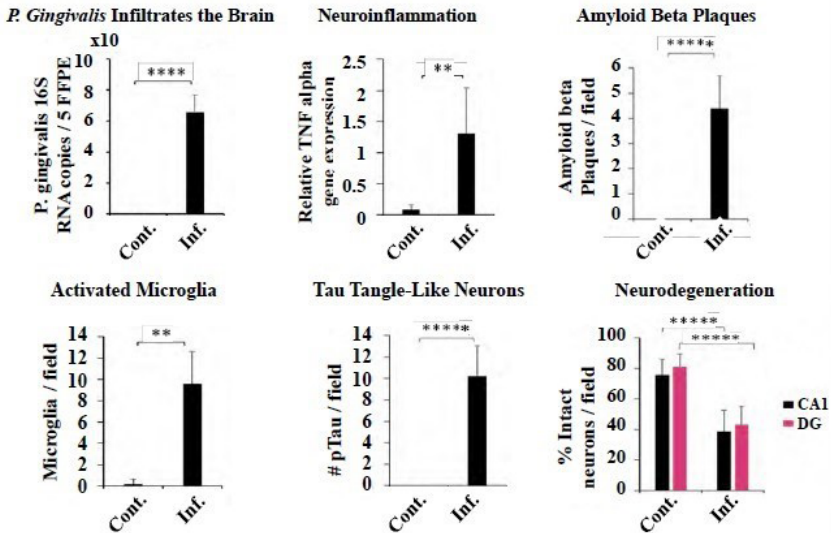 P. Gingivalis Infiltrates the Brain
x10
P. gingivalis 16S
RNA copies / 5 FFPE
10
8
6
4
2
0
****
Cont.
Inf.
Neuroinflammation
Relative TNF alpha
gene expression
2.5
2
1.5
1
0.5
0
**
Cont.
Inf.
Amyloid Beta Plaques
Amyloid beta
Plaques / field
6
5
4
3
2
1
0
*****
Cont.
Inf.
Activated Microglia
Microglia / field
14
12
10
8
6
4
2
0
**
Cont.
Inf.
Tau Tangle-Like Neurons
# pTau / field
14
12
10
8
6
4
2
0
*****
Cont.
Inf.
Neurodegeneration
% Intact
neurons / field
100
80
60
40
20
0
*****
*****
Cont.
Inf.
CA1
DG